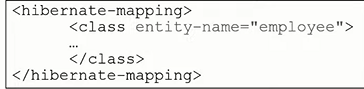 <hibernate-mapping>
<class entity-name="employee">
…
</class>
</hibernate-mapping>